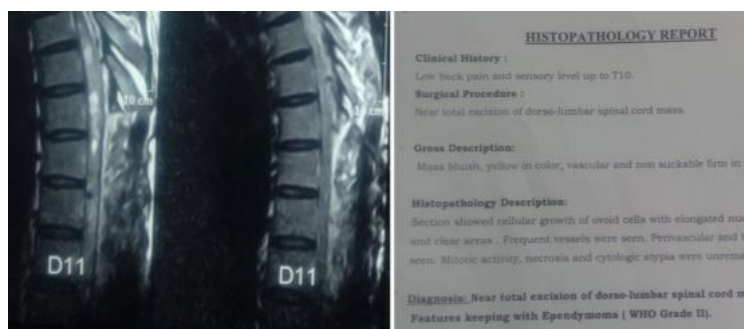 10 cm
D11
D11
HISTOPATHOLOGY REPORT
Clinical History :
Low back pain and sensory level up to T10.
Surgical Procedure :
Near total excision of dorso-lumbar spinal cord mass.
Gross Description:
Mass bluish, yellow in color, vascular and non suckable firm in
Histopathology Description:
Section showed cellular growth of ovoid cells with elongated
and clear areas . Frequent vessels were seen. Perivascular and
seen. Mitotic activity, necrosis and cytologic atypia were
Diagnosis: Near total excision of dorso-lumbar spinal cord
Features keeping with Ependymoma ( WHO Grade II).